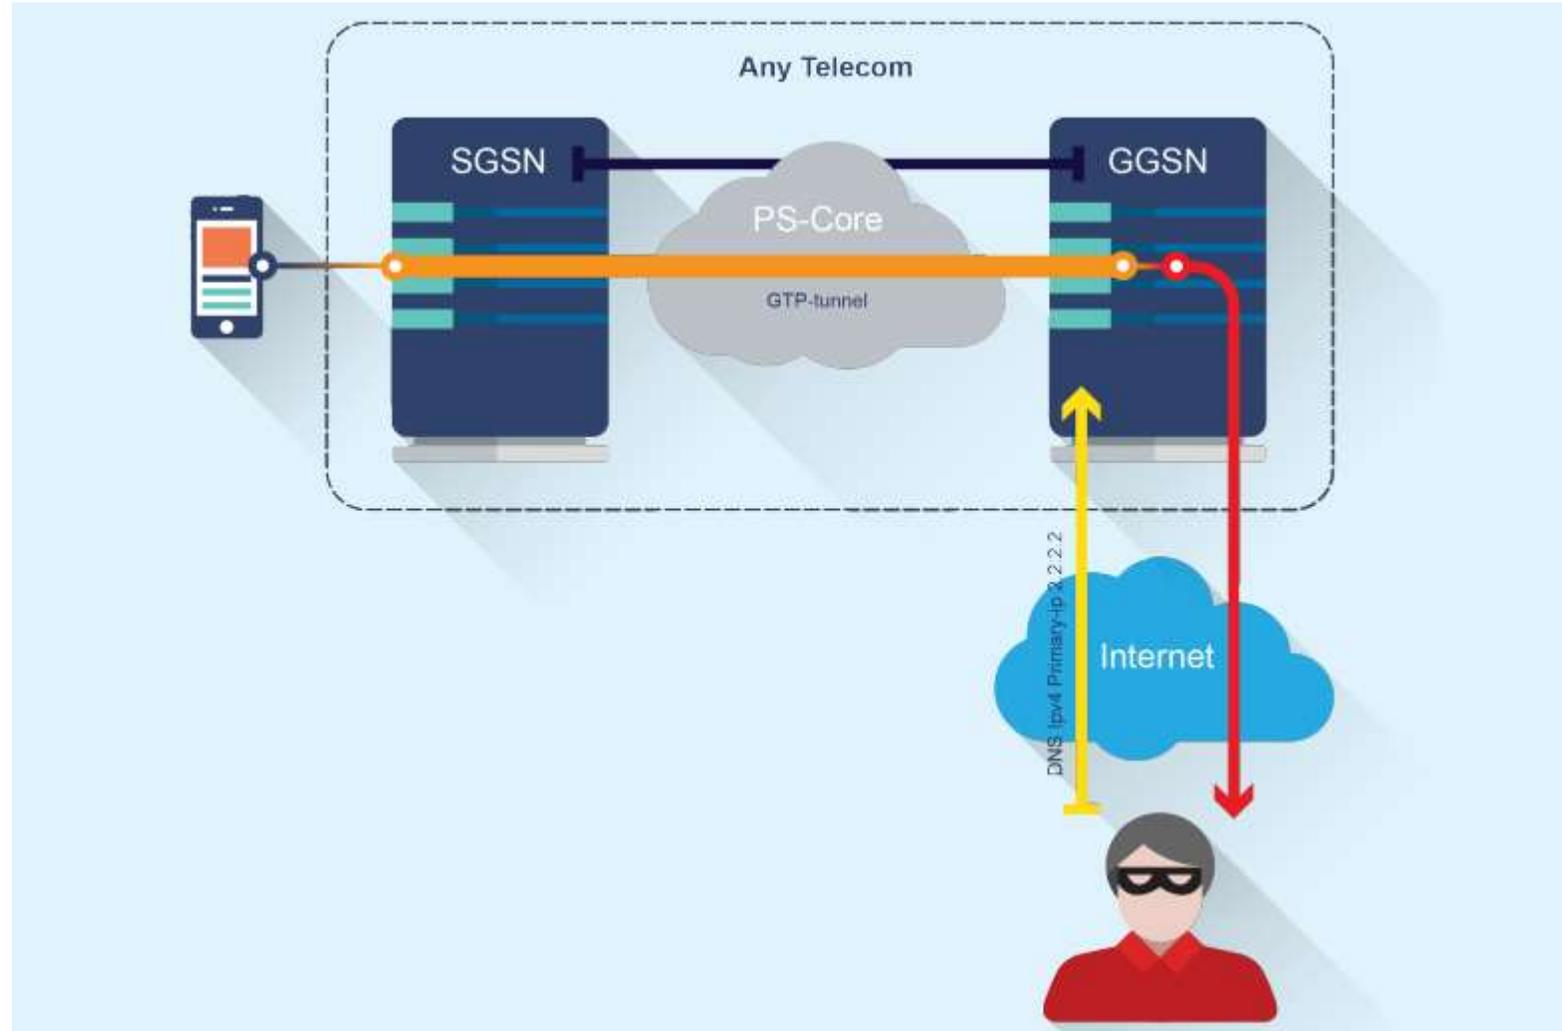 Any Telecom
SGSN
GGSN
PS-Core
GTP-tunnel
DNS Ipv4 Primary-ip 2.2.2.2
Internet